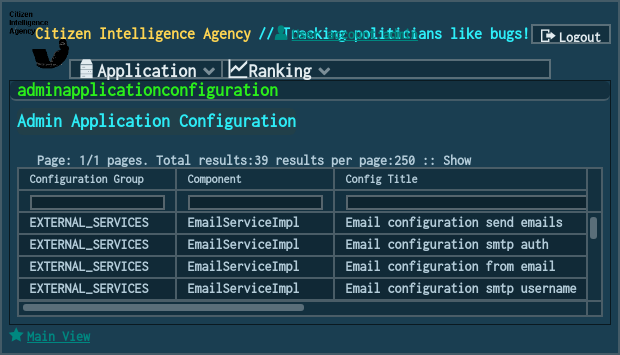 Citizen
Intelligence
Agency
Citizen Intelligence Agency // Tracking politicians like bugs!
Logout
Application Ranking
adminapplicationconfiguration
Admin Application Configuration
Page: 1/1 pages. Total results:39 results per page:250 :: Show
Configuration Group Component Config Title
EXTERNAL_SERVICES EmailServiceImpl Email configuration send emails
EXTERNAL_SERVICES EmailServiceImpl Email configuration smtp auth
EXTERNAL_SERVICES EmailServiceImpl Email configuration from email
EXTERNAL_SERVICES EmailServiceImpl Email configuration smtp username
Main View